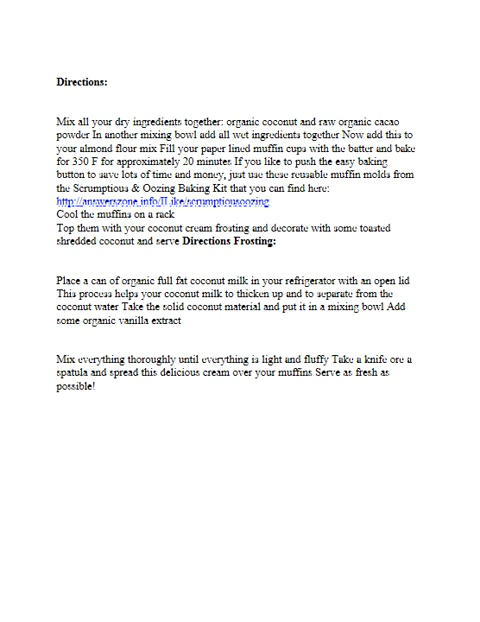 Directions:
Mix all your dry ingredients together: organic coconut and raw organic cacao
powder In another mixing bowl add all wet ingredients together Now add this to
your almond flour mix Fill your paper lined muffin cups with the batter and bake
for 350 F for approximately 20 minutes If you like to push the easy baking
button to save lots of time and money, just use these reusable muffin molds from
the Scrumptious & Oozing Baking Kit that you can find here:
http://answerszone.info/ILike/scrumptiousoozing
Cool the muffins on a rack
Top them with your coconut cream frosting and decorate with some toasted
shredded coconut and serve Directions Frosting:
Place a can of organic full fat coconut milk in your refrigerator with an open lid
This process helps your coconut milk to thicken up and to separate from the
coconut water Take the solid coconut material and put it in a mixing bowl Add
some organic vanilla extract
Mix everything thoroughly until everything is light and fluffy Take a knife ore a
spatula and spread this delicious cream over your muffins Serve as fresh as
possible!